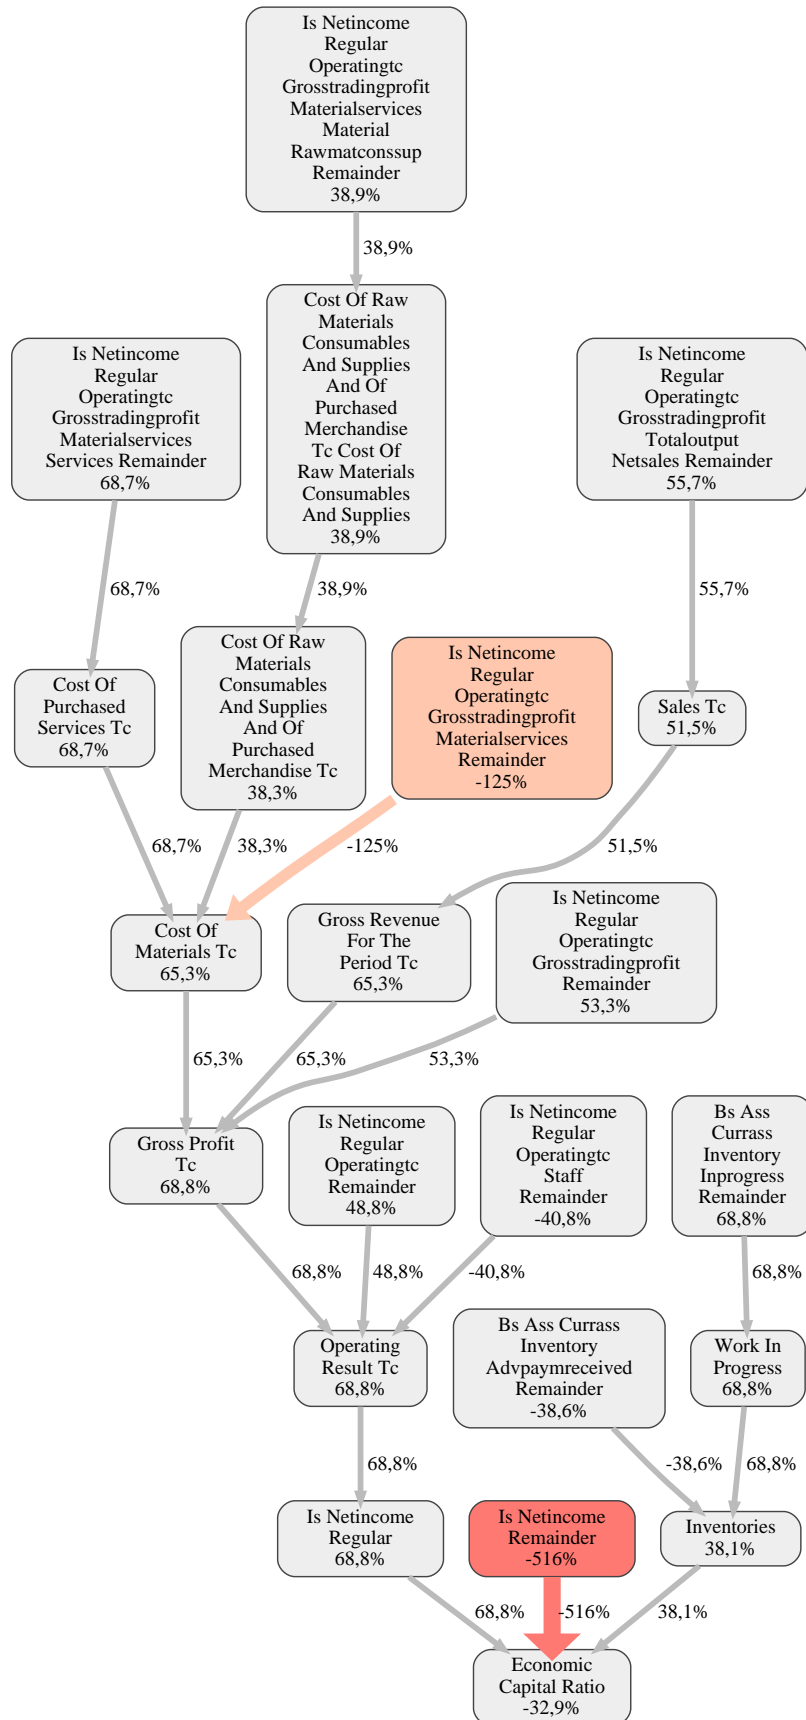 Is Netincome
Regular
Operatingtc
Grosstradingprofit
Materialservices
Material
Rawmatconssup
Remainder
38,9%
38,9%
Cost Of Raw
Materials
Consumables
And Supplies
And Of
Purchased
Merchandise
Tc Cost Of
Raw Materials
Consumables
And Supplies
38,9%
Is Netincome
Regular
Operatingtc
Grosstradingprofit
Materialservices
Services Remainder
68,7%
Is Netincome
Regular
Operatingtc
Grosstradingprofit
Totaloutput
Netsales Remainder
55,7%
68,7%
38,9%
55,7%
Cost Of
Purchased
Services Tc
68,7%
Cost Of Raw
Materials
Consumables
And Supplies
And Of
Purchased
Merchandise Tc
38,3%
Is Netincome
Regular
Operatingtc
Grosstradingprofit
Materialservices
Remainder
-125%
Sales Tc
51,5%
68,7%
38,3%
-125%
51,5%
Cost Of
Materials Tc
65,3%
Gross Revenue
For The
Period Tc
65,3%
Is Netincome
Regular
Operatingtc
Grosstradingprofit
Remainder
53,3%
65,3%
65,3%
53,3%
Gross Profit
Tc
68,8%
Is Netincome
Regular
Operatingtc
Remainder
48,8%
Is Netincome
Regular
Operatingtc
Staff
Remainder
-40,8%
Bs Ass
Currass
Inventory
Inprogress
Remainder
68,8%
68,8%
48,8%
-40,8%
68,8%
Operating
Result Tc
68,8%
Bs Ass Currass
Inventory
Advpaymreceived
Remainder
-38,6%
Work In
Progress
68,8%
68,8%
-38,6%
68,8%
Is Netincome
Regular
68,8%
Is Netincome
Remainder
-516%
Inventories
38,1%
68,8%
-516%
38,1%
Economic
Capital Ratio
-32,9%